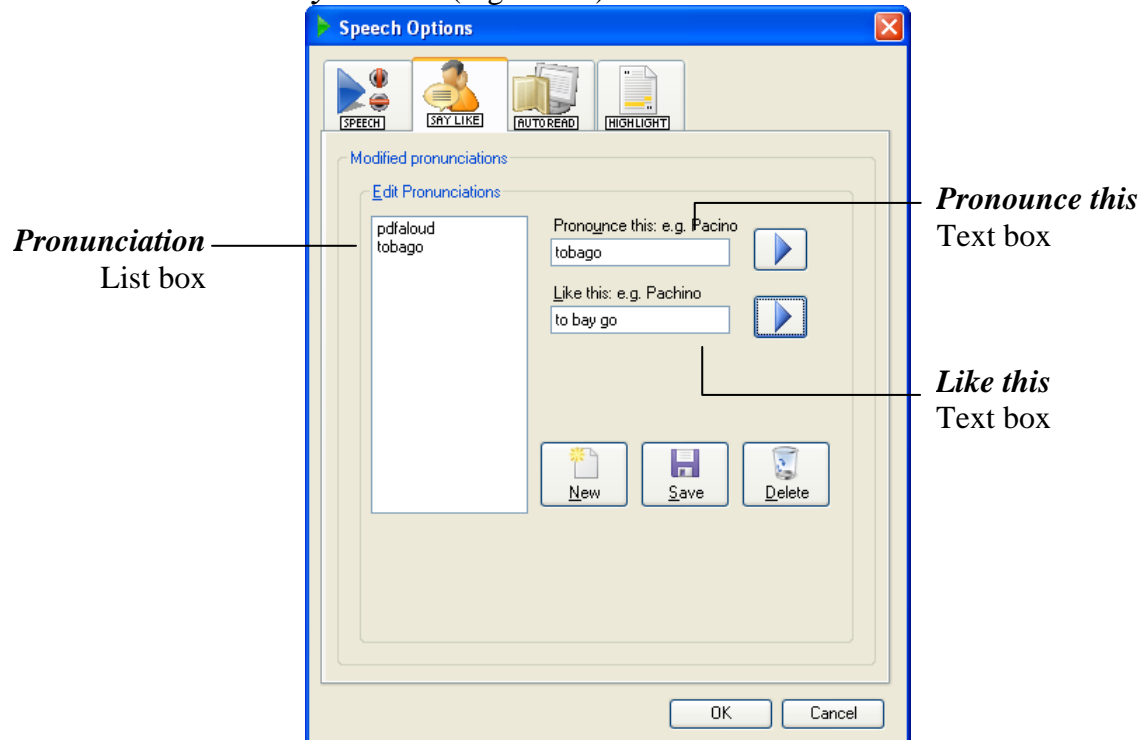 Speech Options
SPEECH
SAY LIKE
AUTOREAD
HIGHLIGHT
Modified pronunciations
Edit Pronunciations
pdfaloud
tobago
Pronounce this: e.g. Pacino
tobago
Like this: e.g. Pachino
to bay go
New
Save
Delete
OK
Cancel
Pronunciation
List box
Pronounce this
Text box
Like this
Text box